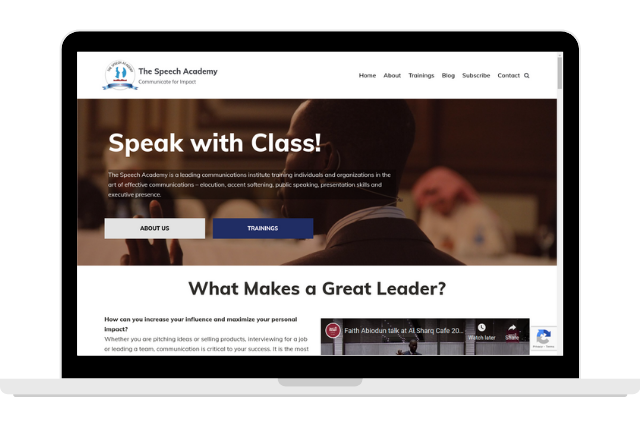 THE SPEECH ACADEMY
The Speech Academy
Communicate for Impact
Home About Trainings Blog Subscribe Contact
Speak with Class!
The Speech Academy is a leading communications institute training individuals and organizations in the
art of effective communications – elocution, accent softening, public speaking, presentation skills and
executive presence.
ABOUT US TRAININGS
What Makes a Great Leader?
How can you increase your influence and maximize your personal
impact?
Whether you are pitching ideas or selling products, interviewing for a job
or leading a team, communication is critical to your success. It is the most
Faith Abiodun talk at Al Sharq Cafe 20...
Watch later Share
Privacy - Terms